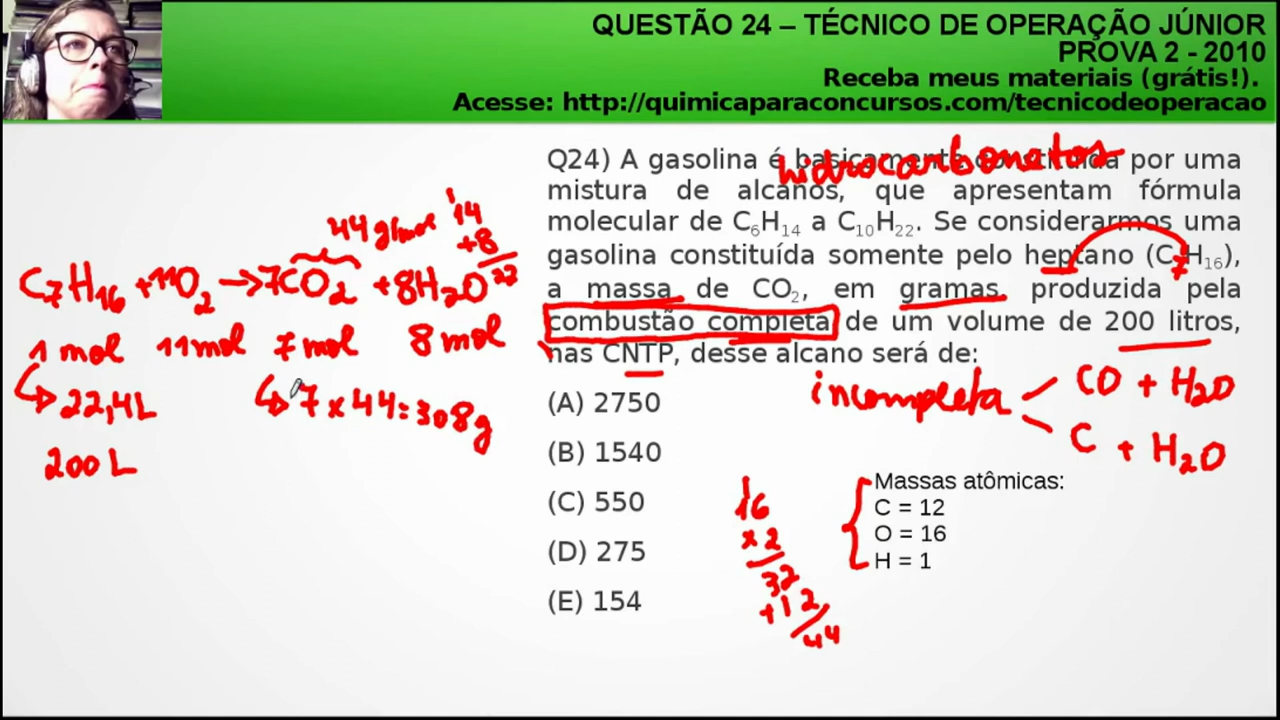 QUESTÃO 24 – TÉCNICO DE OPERAÇÃO JÚNIOR
PROVA 2 - 2010
Receba meus materiais (grátis!).
Acesse: http://quimicaparaconcursos.com/tecnicodeoperacao
hidrocarbonetos
Q24) A gasolina é basicamente constituída por uma
mistura de alcanos, que apresentam fórmula
molecular de C₆H₁₄ a C₁₀H₂₂. Se considerarmos uma
gasolina constituída somente pelo heptano (C₇H₁₆),
a massa de CO₂, em gramas produzida pela
combustão completa de um volume de 200 litros,
nas CNTP, desse alcano será de:
(A) 2750
(B) 1540
(C) 550
(D) 275
(E) 154
44 g/mol
14
+8
22
C₇H₁₆ + 11O₂ → 7CO₂ + 8H₂O
1 mol 11 mol 7 mol 8 mol
22,4L 7 x 44 = 308g
200 L
incompleta
CO + H₂O
C + H₂O
16
x 2
32
+12
44
Massas atômicas:
C = 12
O = 16
H = 1